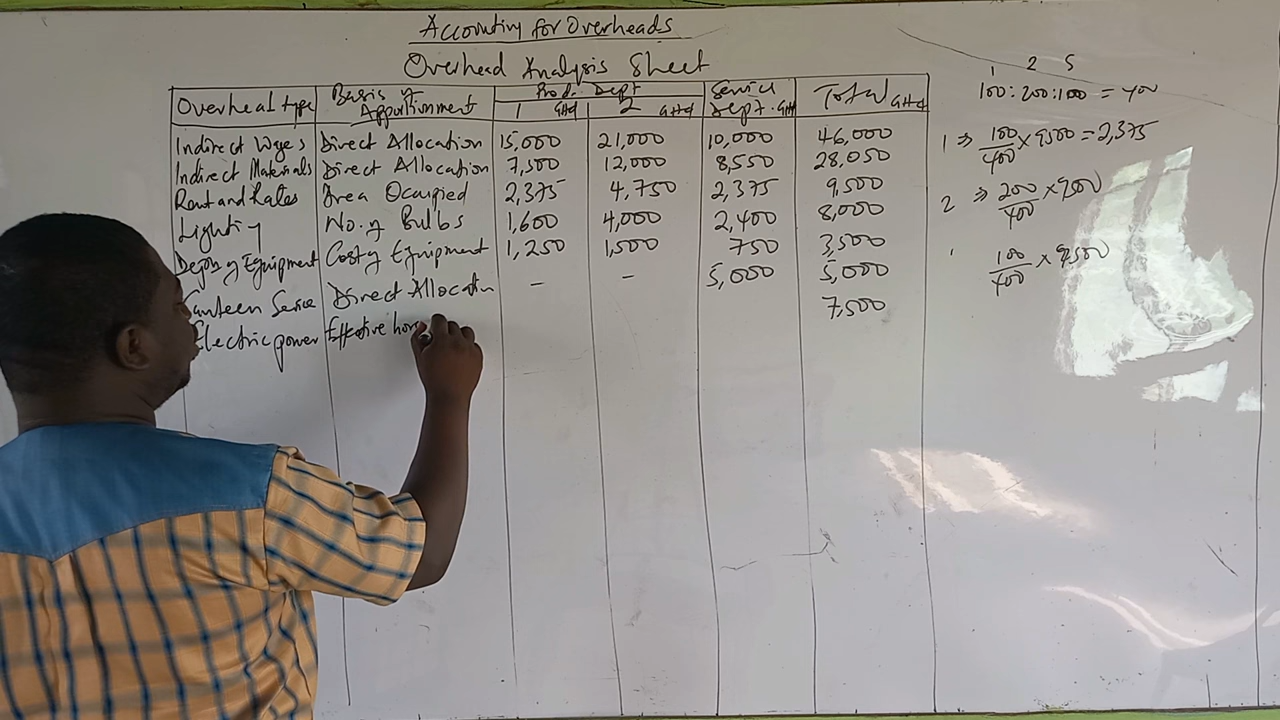 Accounting for Overheads
Overhead Analysis Sheet
Overhead type Basis of Apportionment Prod. Dept Service Dept. GH¢ Total GH¢
1 GH¢ 2 GH¢
Indirect Wages Direct Allocation 15,000 21,000 10,000 46,000
Indirect Materials Direct Allocation 7,500 12,000 8,550 28,050
Rent and Rates Area Occupied 2,375 4,750 2,375 9,500
Lighting No. of Bulbs 1,600 4,000 2,400 8,000
Depn of Equipment Cost of Equipment 1,250 1,500 750 3,500
Canteen Service Direct Allocatn - - 5,000 5,000
Electric power Effective 7,500
1 2 S
100:200:100 = 400
1 ⇒ 100/400 × 9500 = 2,375
2 ⇒ 200/400 ×
100/400 × 9500